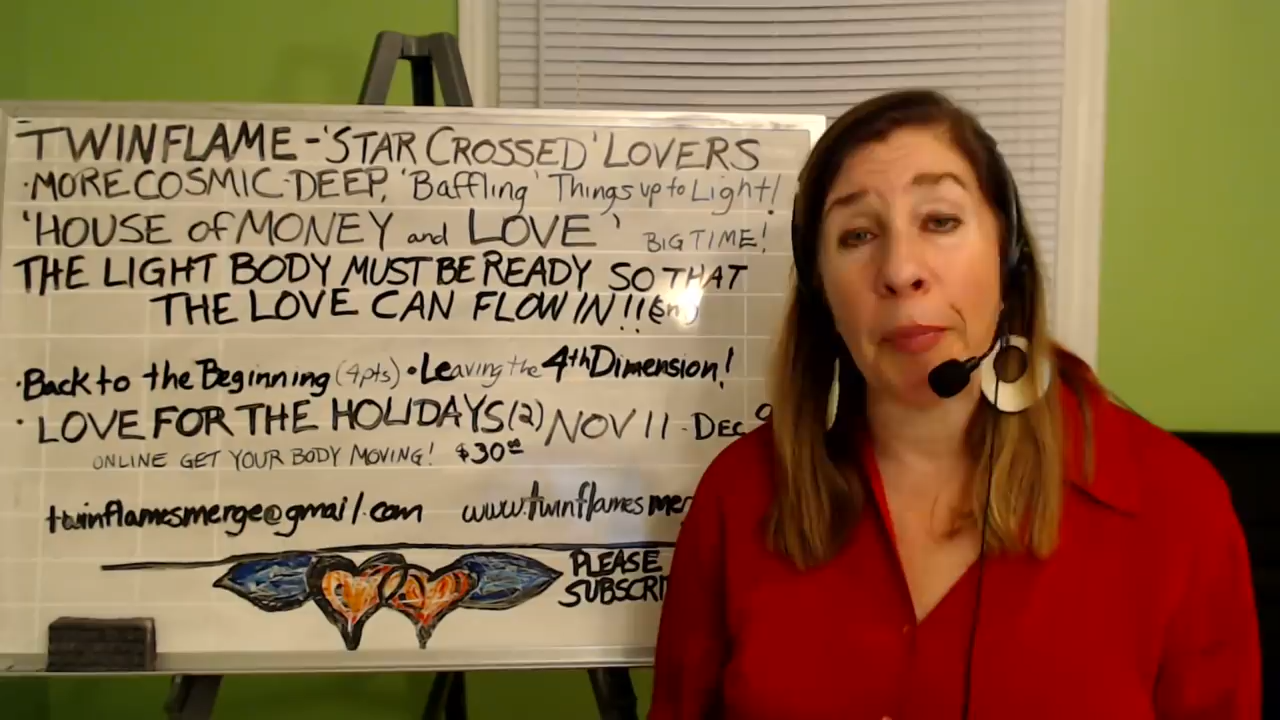 TWINFLAME-'STAR CROSSED' LOVERS
·MORE COSMIC-DEEP, 'Baffling' Things up to Light!
'HOUSE of MONEY and LOVE' BIG TIME!
THE LIGHT BODY MUST BE READY SO THAT
THE LOVE CAN FLOW IN!!
·Back to the Beginning (4pts) ·Leaving the 4th Dimension!
· LOVE FOR THE HOLIDAYS (2) NOV 11 - DEC 9
ONLINE GET YOUR BODY MOVING! $30
twinflamesmerge@gmail.com www.twinflamesmer
PLEASE
SUBSCRI